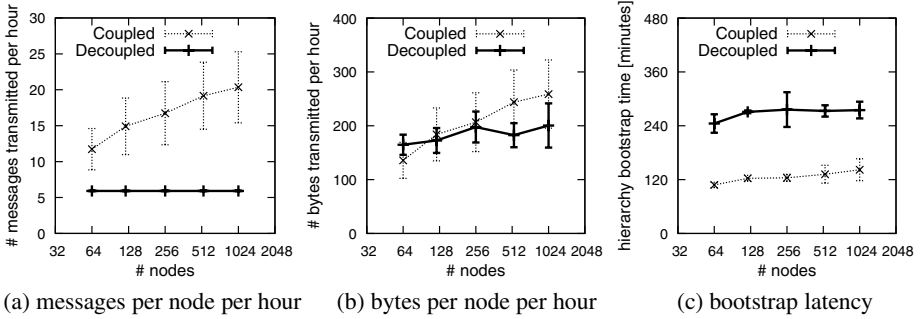 # messages transmitted per hour
30
25
20
15
10
5
0
Coupled
Decoupled
32 64 128 256 512 1024 2048
# nodes
(a) messages per node per hour
# bytes transmitted per hour
400
300
200
100
0
Coupled
Decoupled
32 64 128 256 512 1024 2048
# nodes
(b) bytes per node per hour
hierarchy bootstrap time [minutes]
480
360
240
120
0
Coupled
Decoupled
32 64 128 256 512 1024 2048
# nodes
(c) bootstrap latency